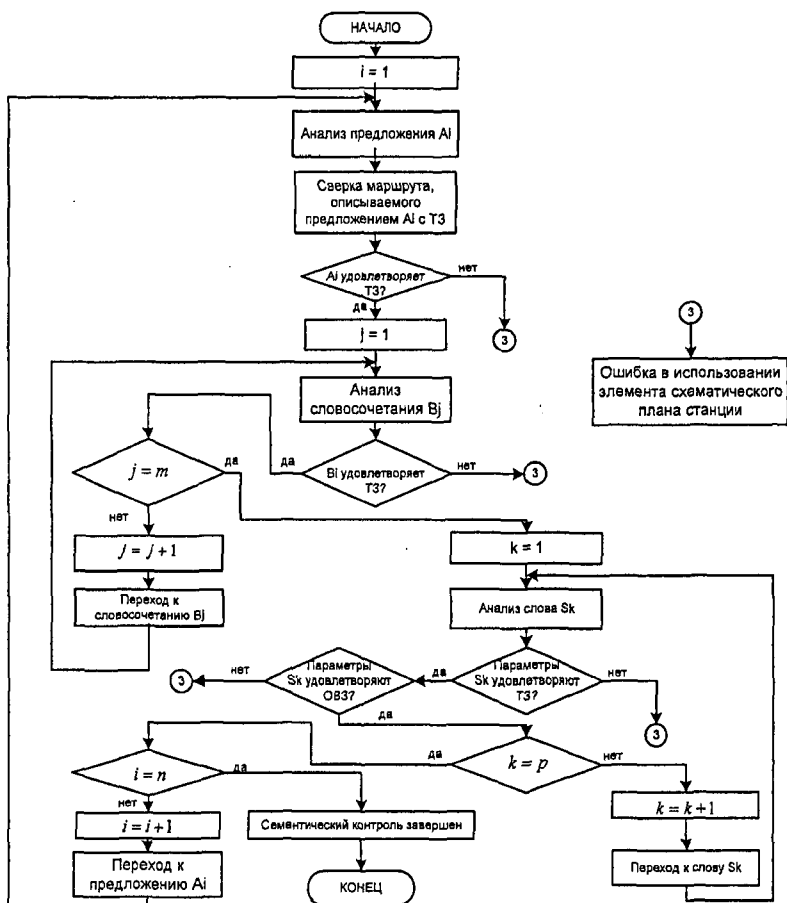 НАЧАЛО
i = 1
Анализ предложения Ai
Сверка маршрута,
описываемого
предложением Ai с ТЗ
Ai удовлетворяет
ТЗ?
нет
да
3
j = 1
3
Ошибка в использовании
элемента схематического
плана станции
Анализ
словосочетания Bj
j = m
да
да
Bi удовлетворяет
ТЗ?
нет
3
нет
j = j + 1
k = 1
Переход к
словосочетанию Bj
Анализ слова Sk
3
нет
Параметры
Sk удовлетворяют
ОВЗ?
да
Параметры
Sk удовлетворяют
ТЗ?
нет
3
да
i = n
да
да
k = p
нет
нет
i = i + 1
Сементический контроль завершен
k = k + 1
Переход к
предложению Ai
КОНЕЦ
Переход к слову Sk